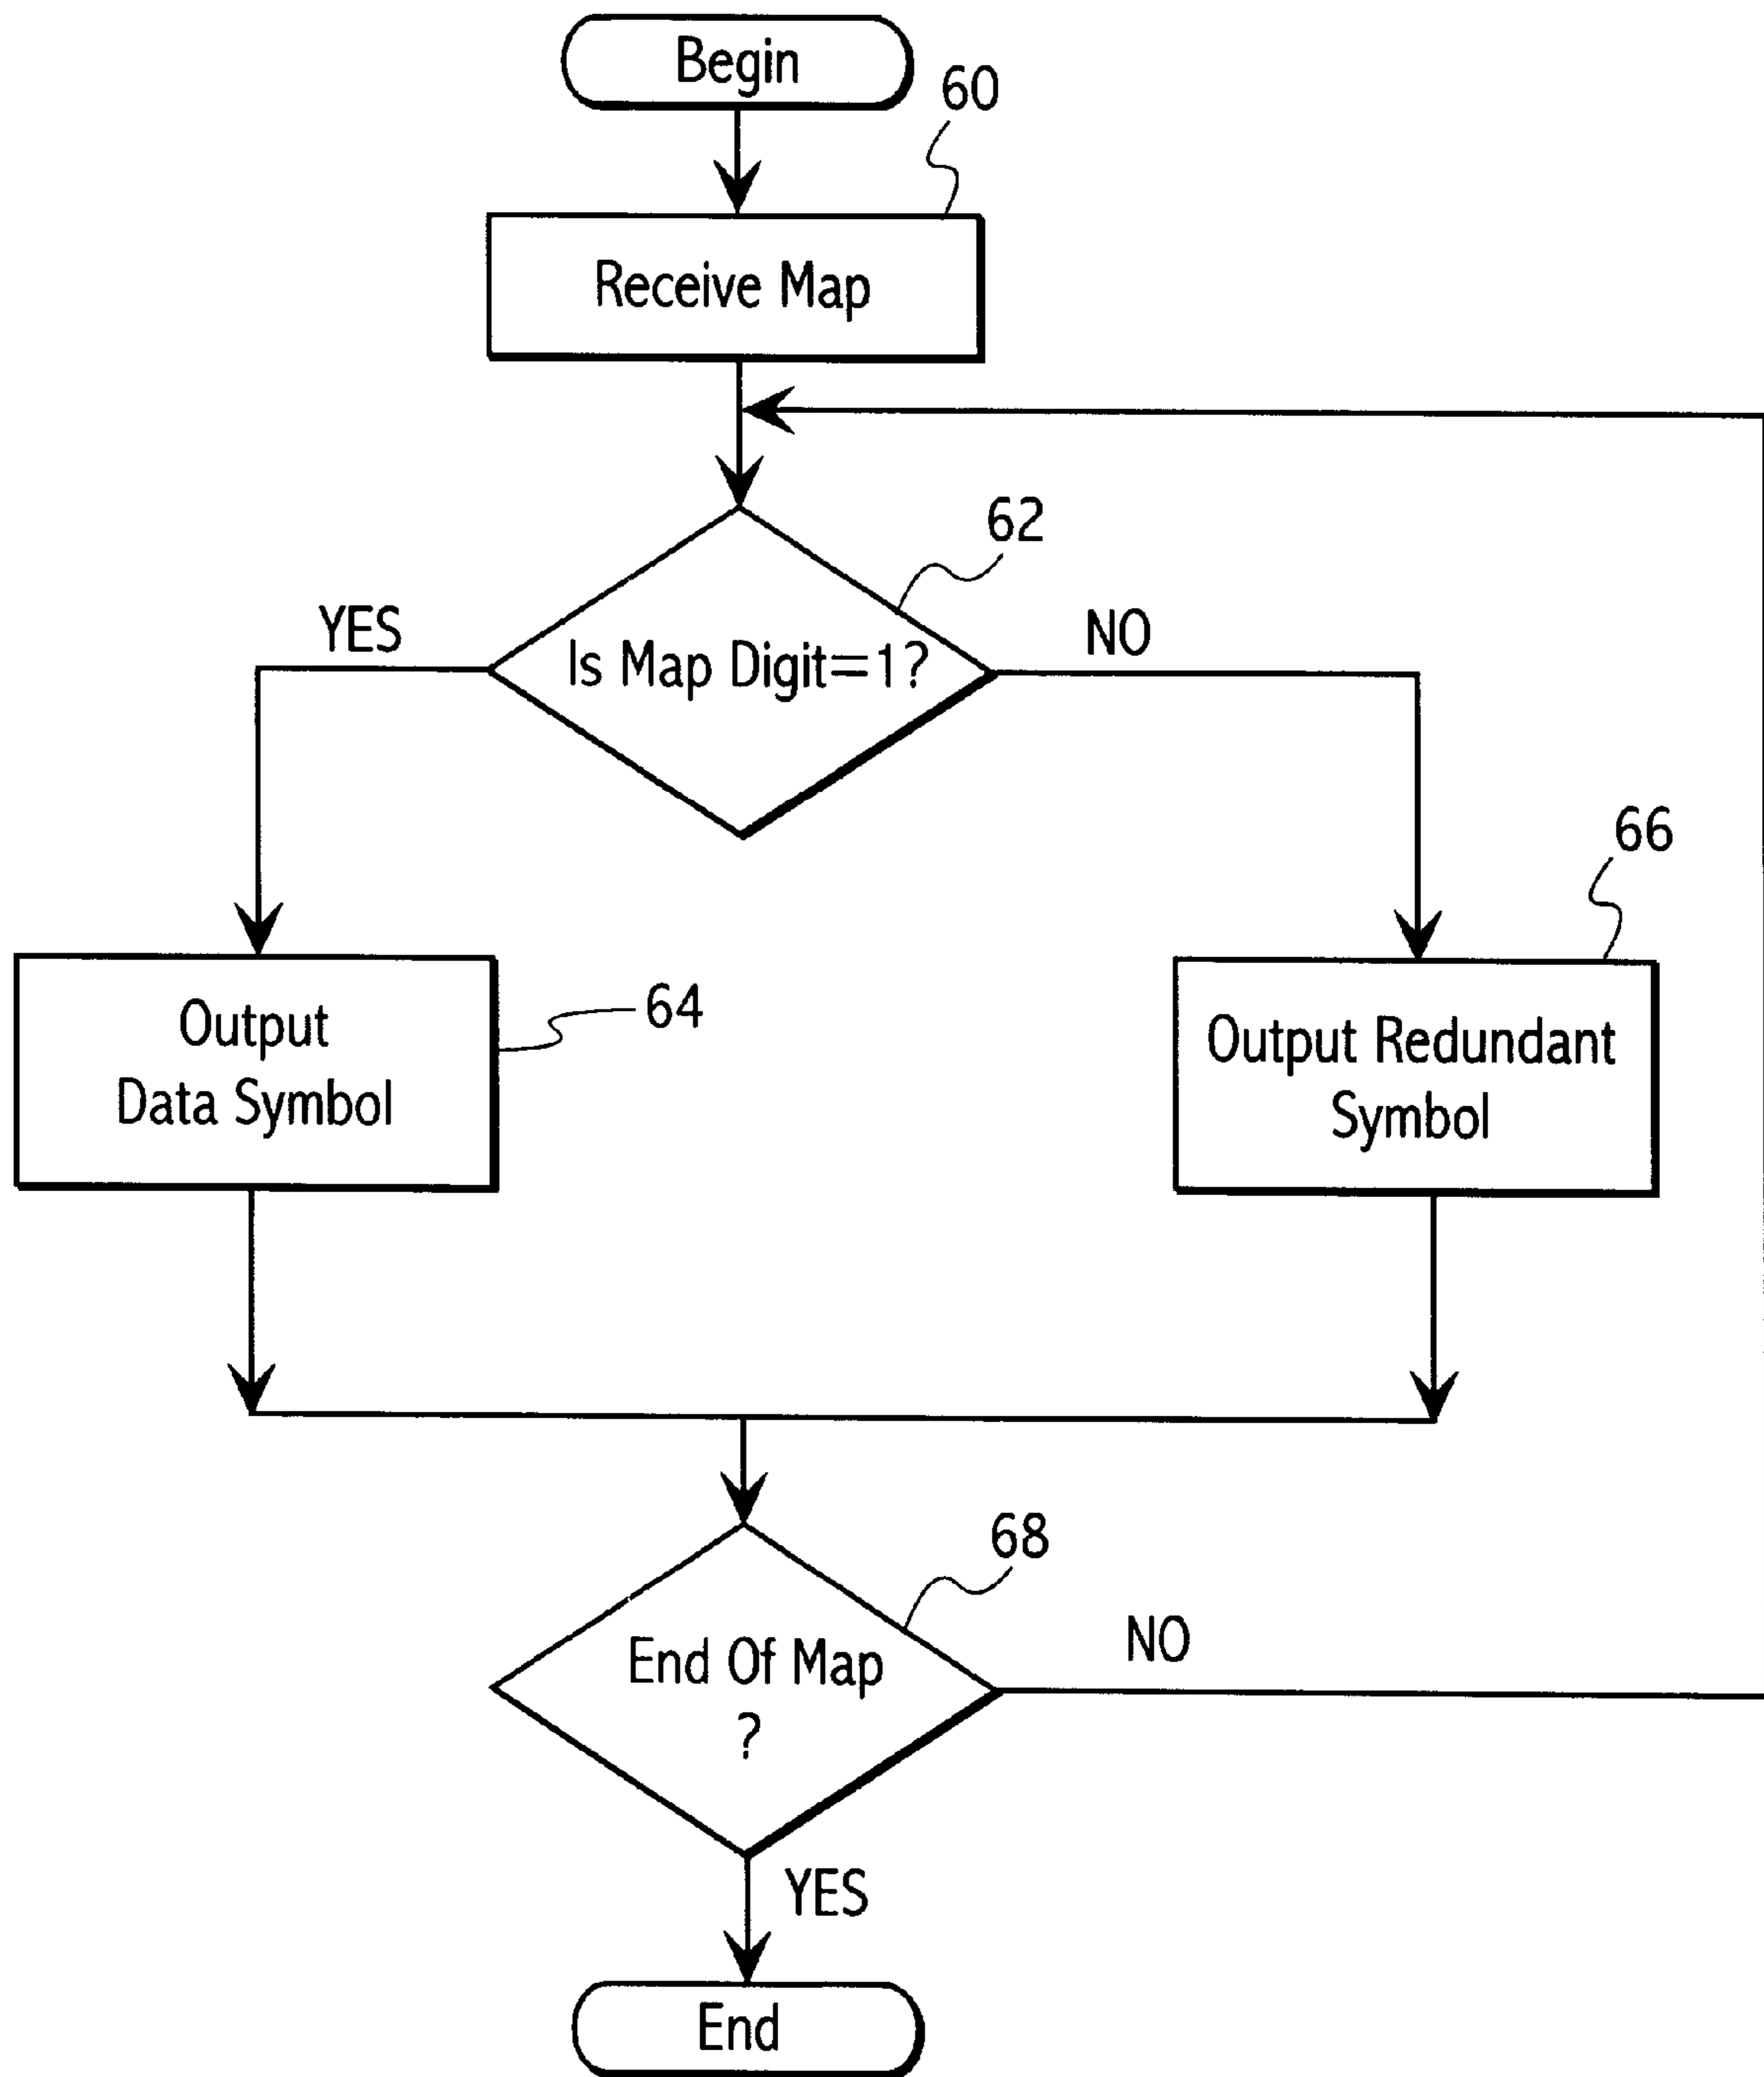 Begin
60
Receive Map
62
YES
Is Map Digit=1?
NO
66
Output
Data Symbol
64
Output Redundant
Symbol
68
End Of Map
?
NO
YES
End